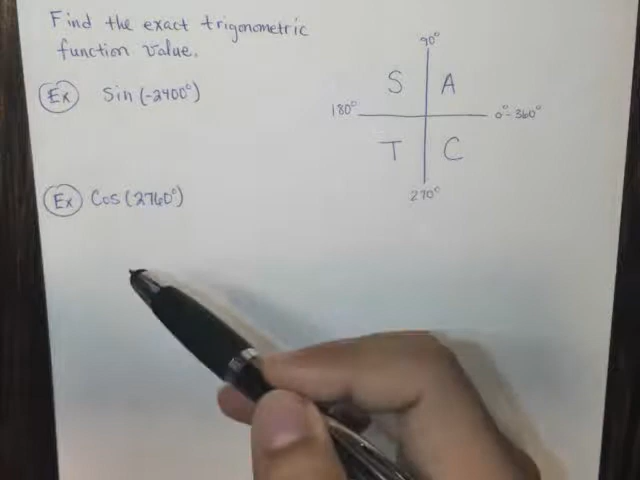 Find the exact trigonometric
function value.
90°
Ex Sin (-2400°)
S A
180° 0°-360°
T C
270°
Ex Cos (2760°)